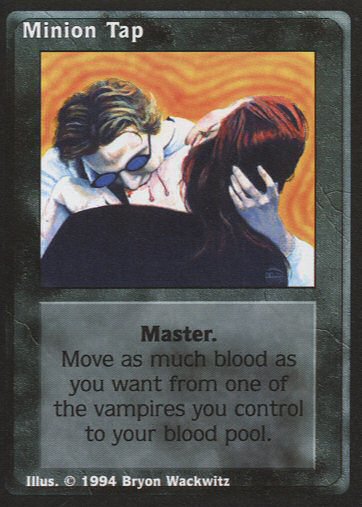 Minion Tap
Master.
Move as much blood as
you want from one of
the vampires you control
to your blood pool.
Illus. © 1994 Bryon Wackwitz